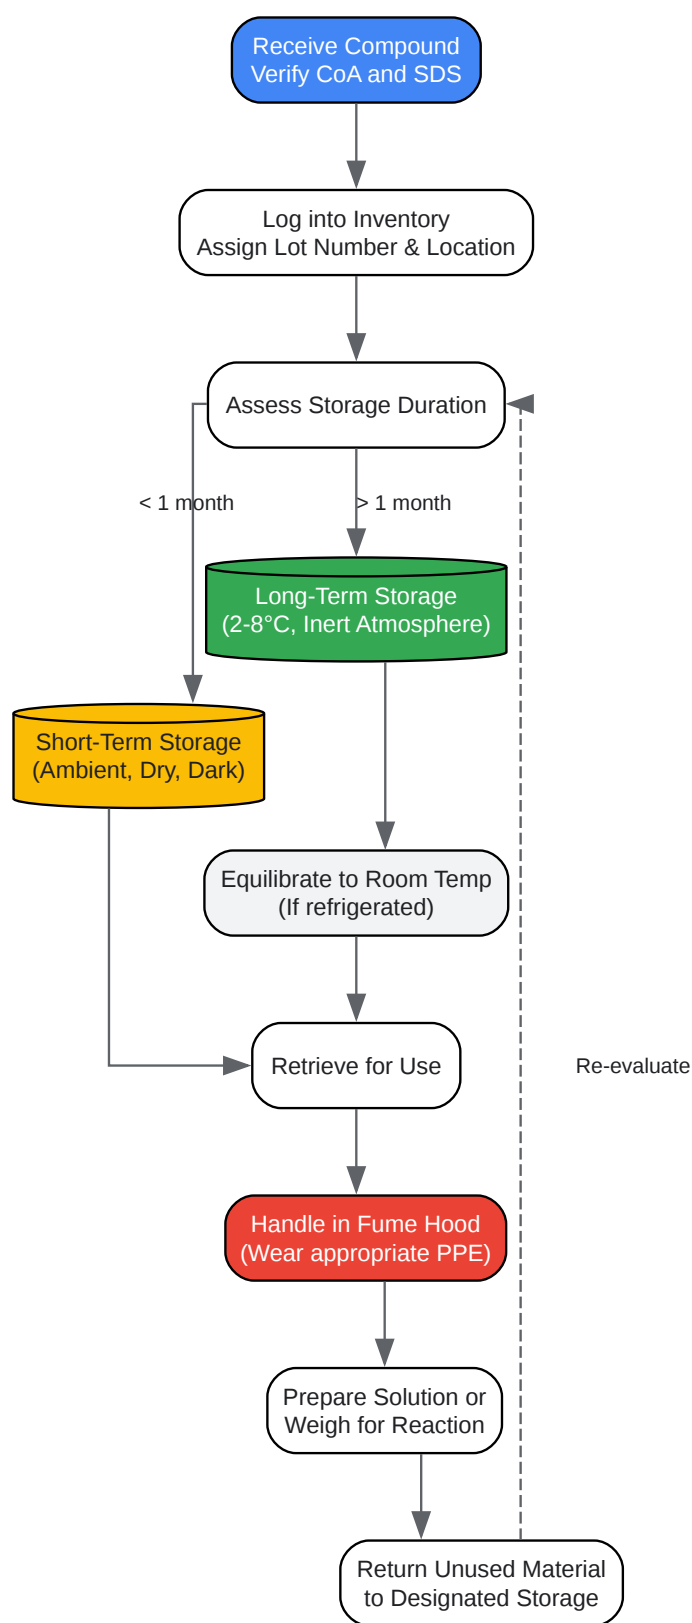 Receive Compound
Verify CoA and SDS
Log into Inventory
Assign Lot Number & Location
Assess Storage Duration
< 1 month
> 1 month
Long-Term Storage
(2-8°C, Inert Atmosphere)
Short-Term Storage
(Ambient, Dry, Dark)
Equilibrate to Room Temp
(If refrigerated)
Retrieve for Use
Re-evaluate
Handle in Fume Hood
(Wear appropriate PPE)
Prepare Solution or
Weigh for Reaction
Return Unused Material
to Designated Storage